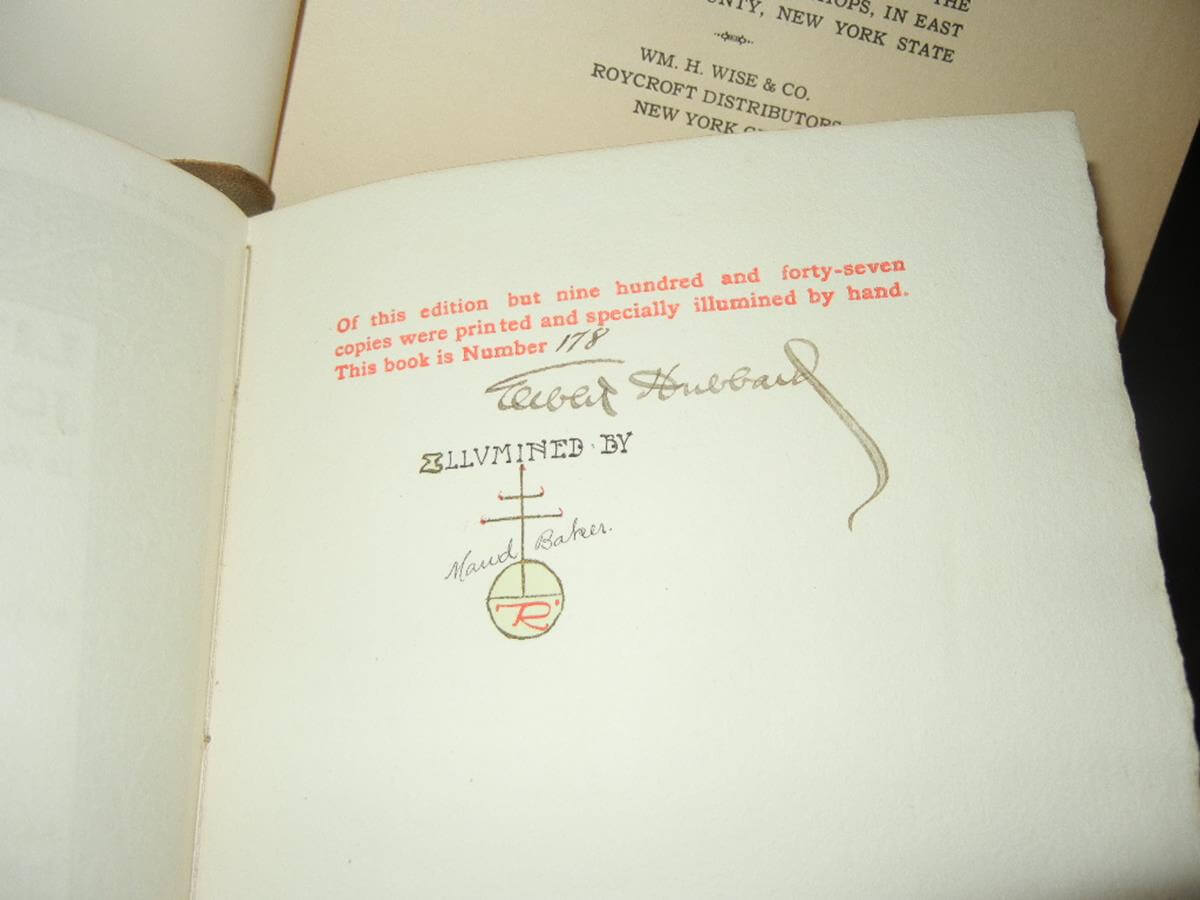 THE
SHOPS, IN EAST
NTY, NEW YORK STATE
WM. H. WISE & CO.
ROYCROFT DISTRIBUTORS
NEW YORK
Of this edition but nine hundred and forty-seven
copies were printed and specially illumined by hand.
This book is Number 178
Elbert Hubbard
ILLVMINED BY
Maud Baker.
R